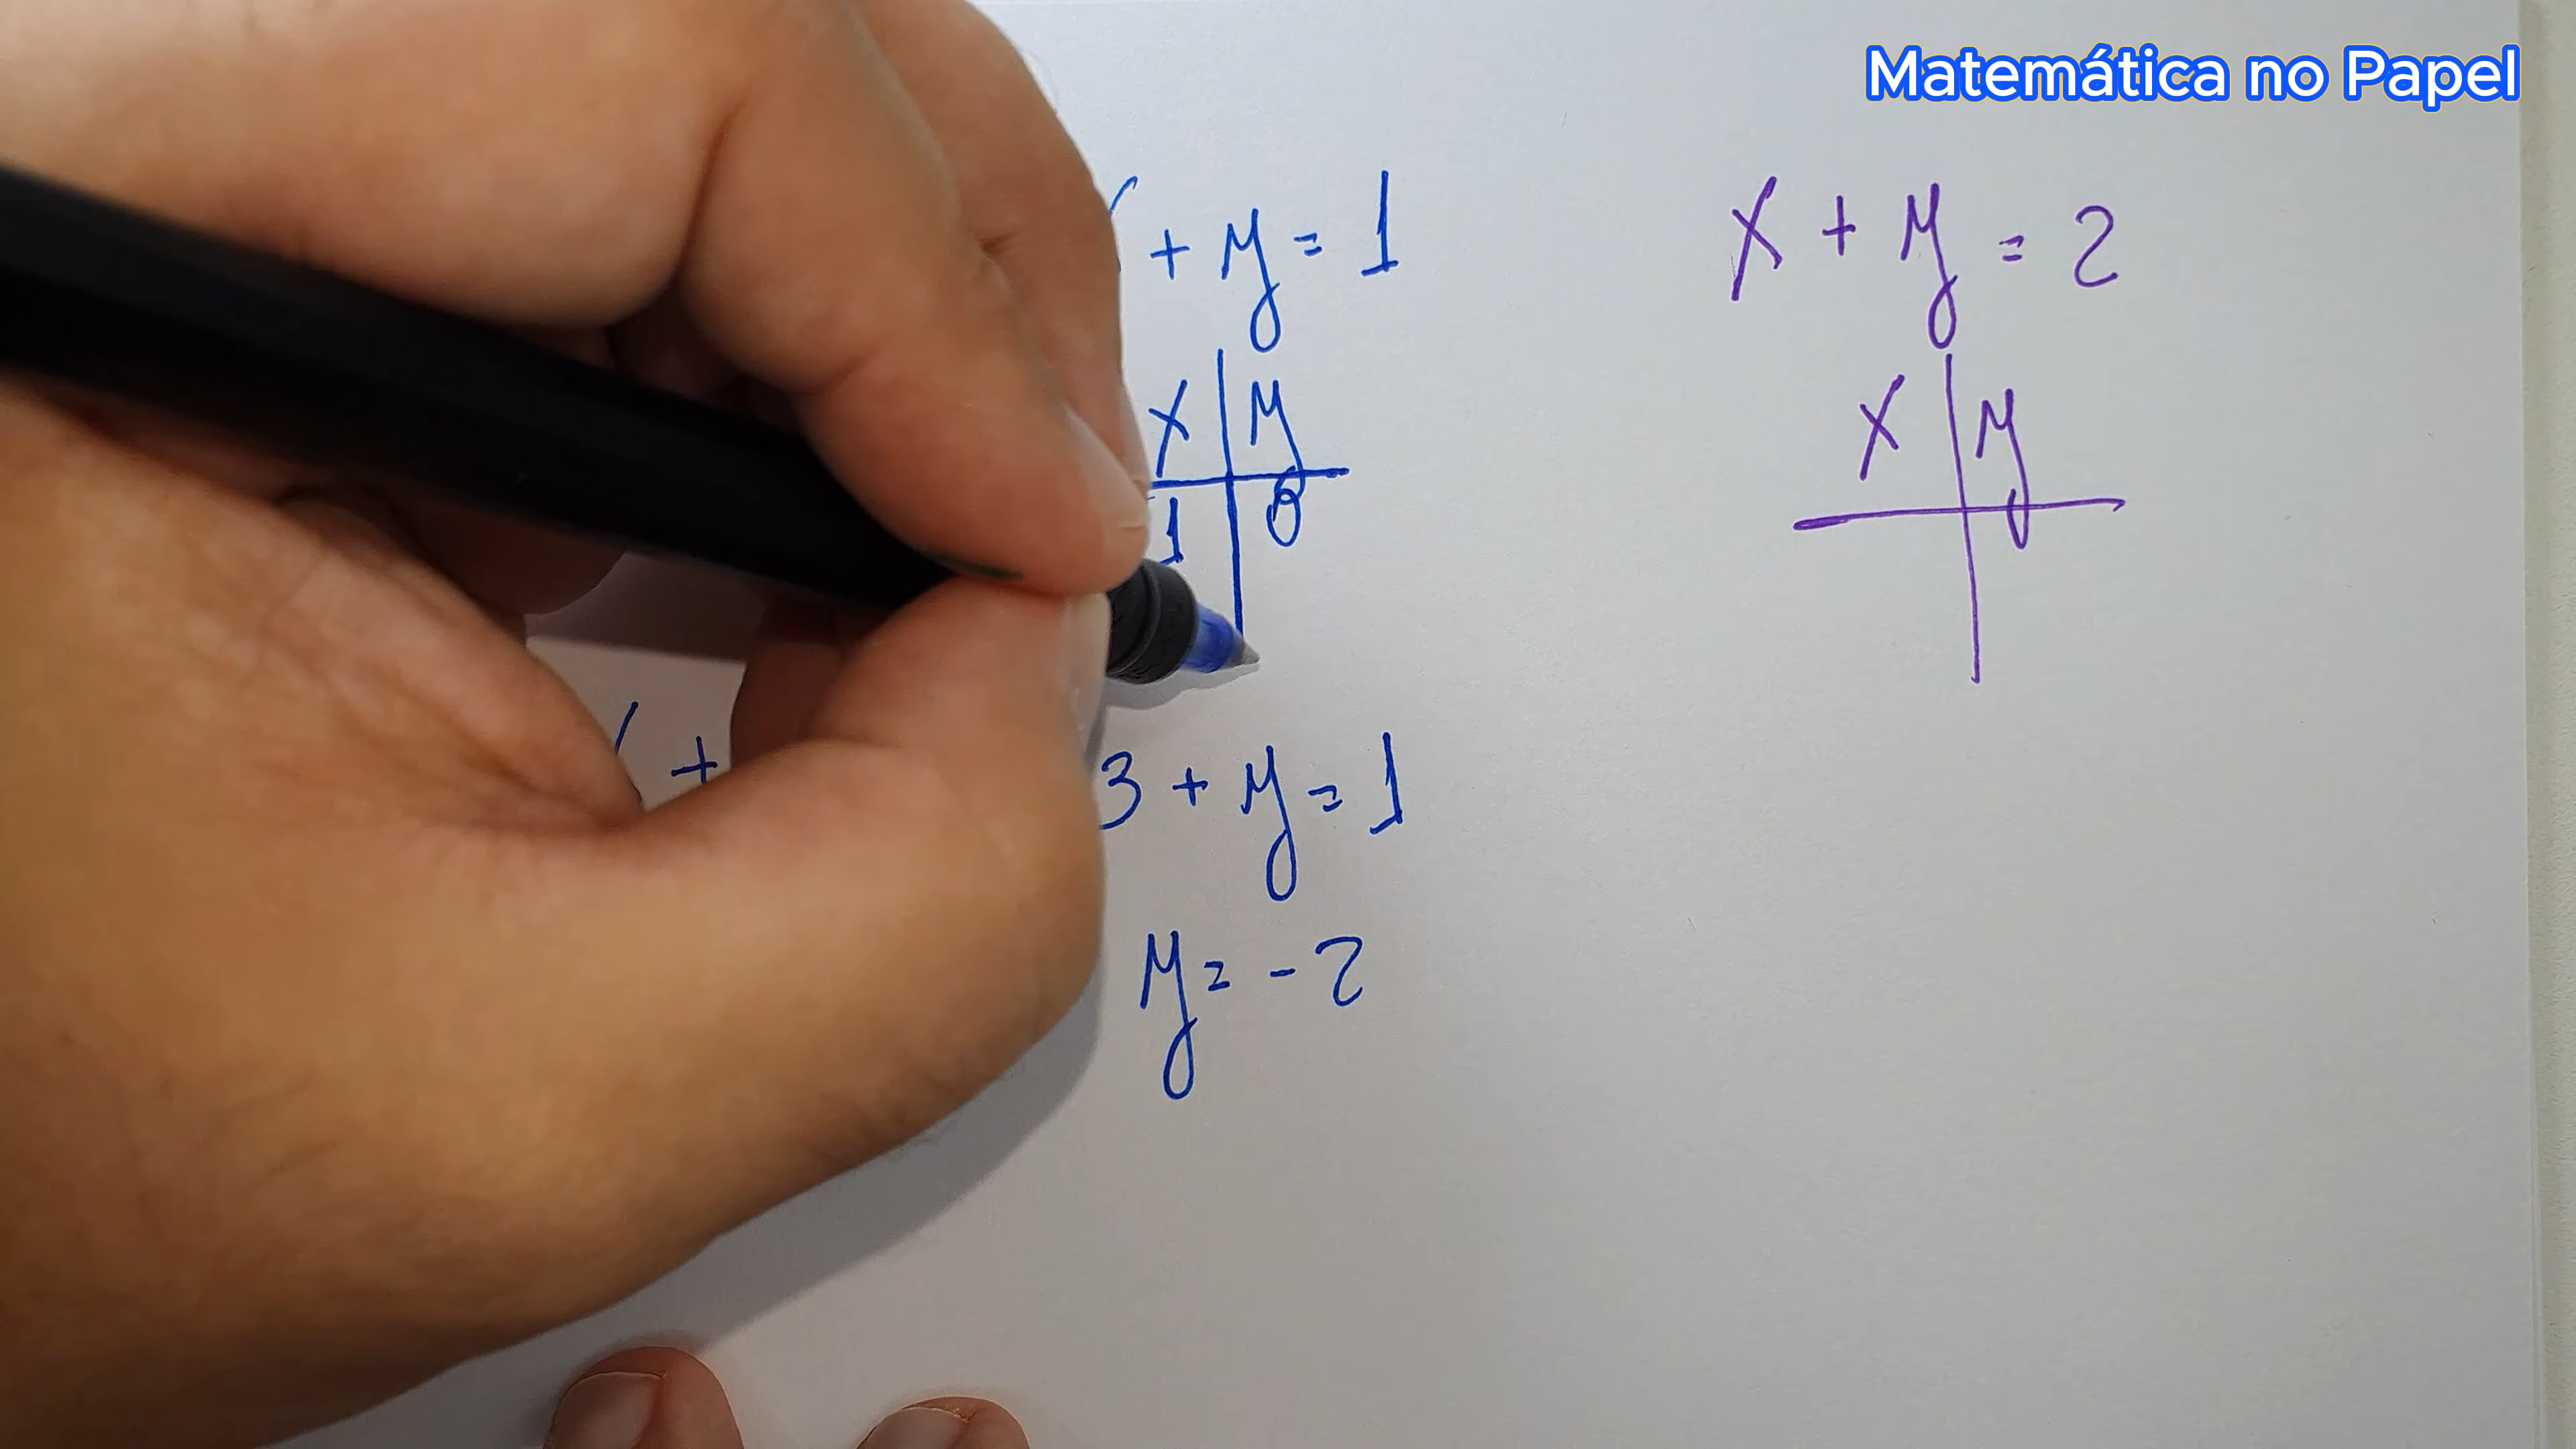 Matemática no Papel
x + y = 1
x + y = 2
x y
1 0
x y
x +
3 + y = 1
y = -2